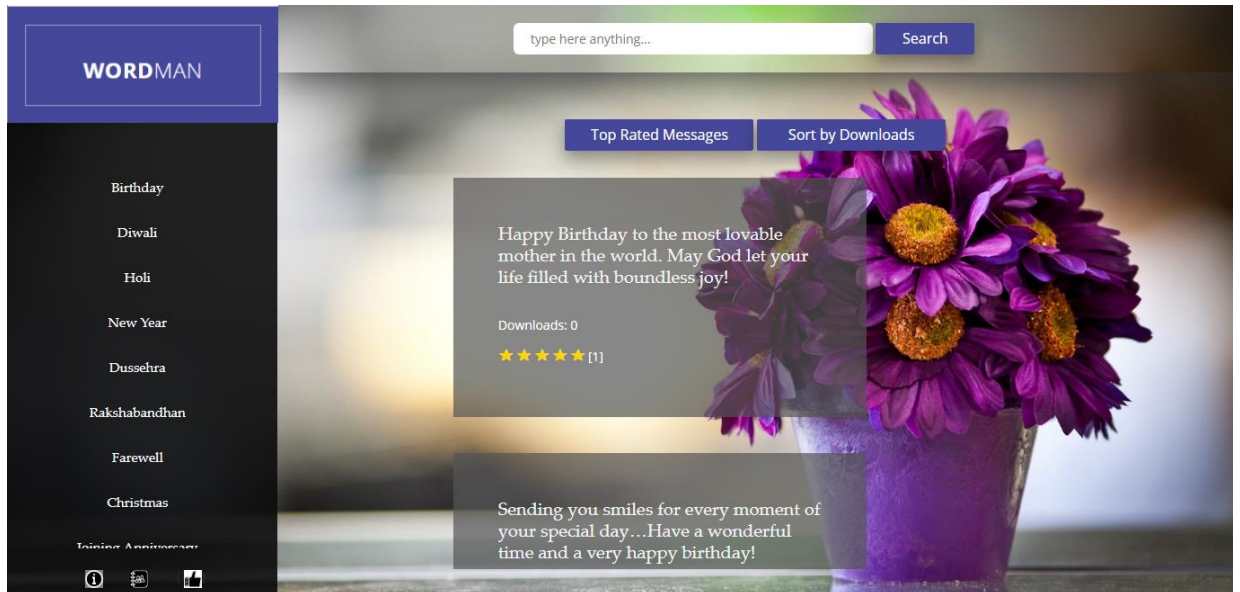 WORDMAN
type here anything...
Search
Top Rated Messages
Sort by Downloads
Birthday
Diwali
Holi
New Year
Dussehra
Rakshabandhan
Farewell
Christmas
Joining Anniversary
Happy Birthday to the most lovable
mother in the world. May God let your
life filled with boundless joy!
Downloads: 0
[1]
Sending you smiles for every moment of
your special day…Have a wonderful
time and a very happy birthday!